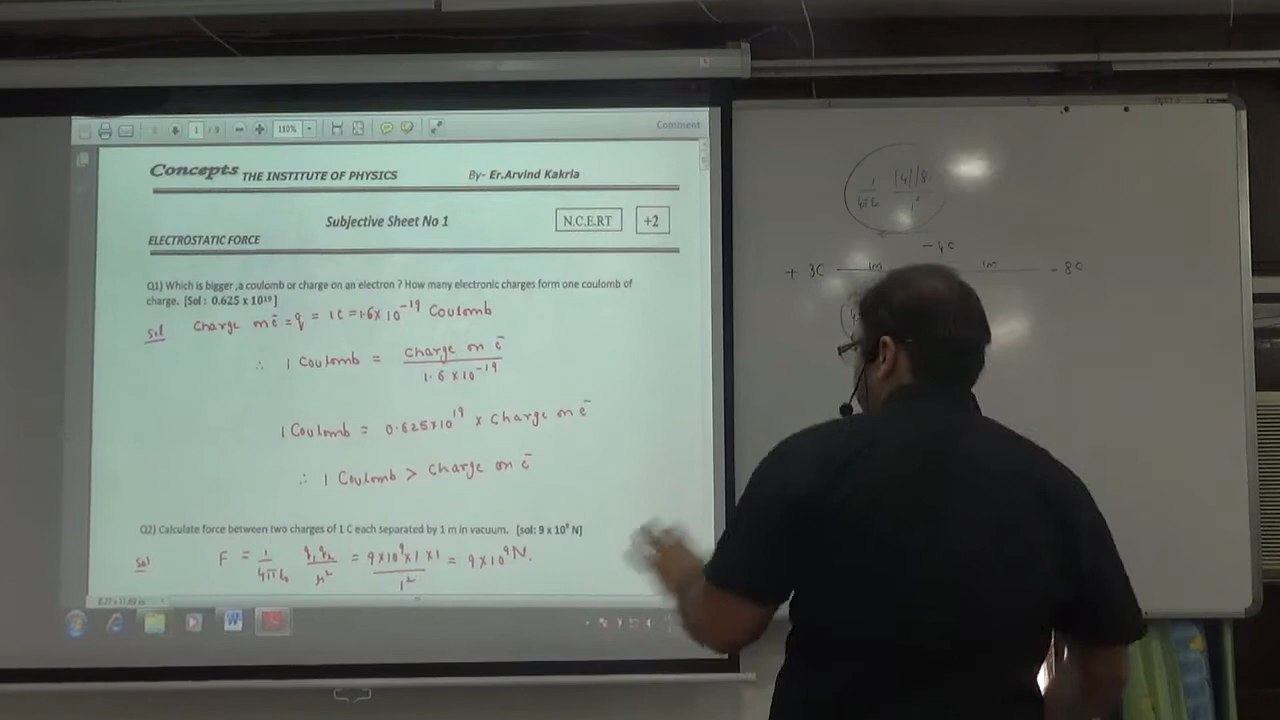 1 / 9 110% Comment
Concepts THE INSTITUTE OF PHYSICS By- Er.Arvind Kakria
Subjective Sheet No 1 N.C.E.R.T +2
ELECTROSTATIC FORCE
Q1) Which is bigger ,a coulomb or charge on an electron ? How many electronic charges form one coulomb of
charge. [Sol : 0.625 x 10¹⁹]
Sol Charge on ē = q = 1C = 1.6 x 10⁻¹⁹ Coulomb
∴ 1 Coulomb = Charge on ē / 1.6 x 10⁻¹⁹
1 Coulomb = 0.625x10¹⁹ x Charge on ē
∴ 1 Coulomb > Charge on ē
Q2) Calculate force between two charges of 1 C each separated by 1 m in vacuum. [sol: 9 x 10⁹ N]
Sol F = 1/4πε₀ q₁q₂/r² = 9x10⁹x1x1/1² = 9x10⁹N.
-4C
+ 3C 1m 1m - 8C